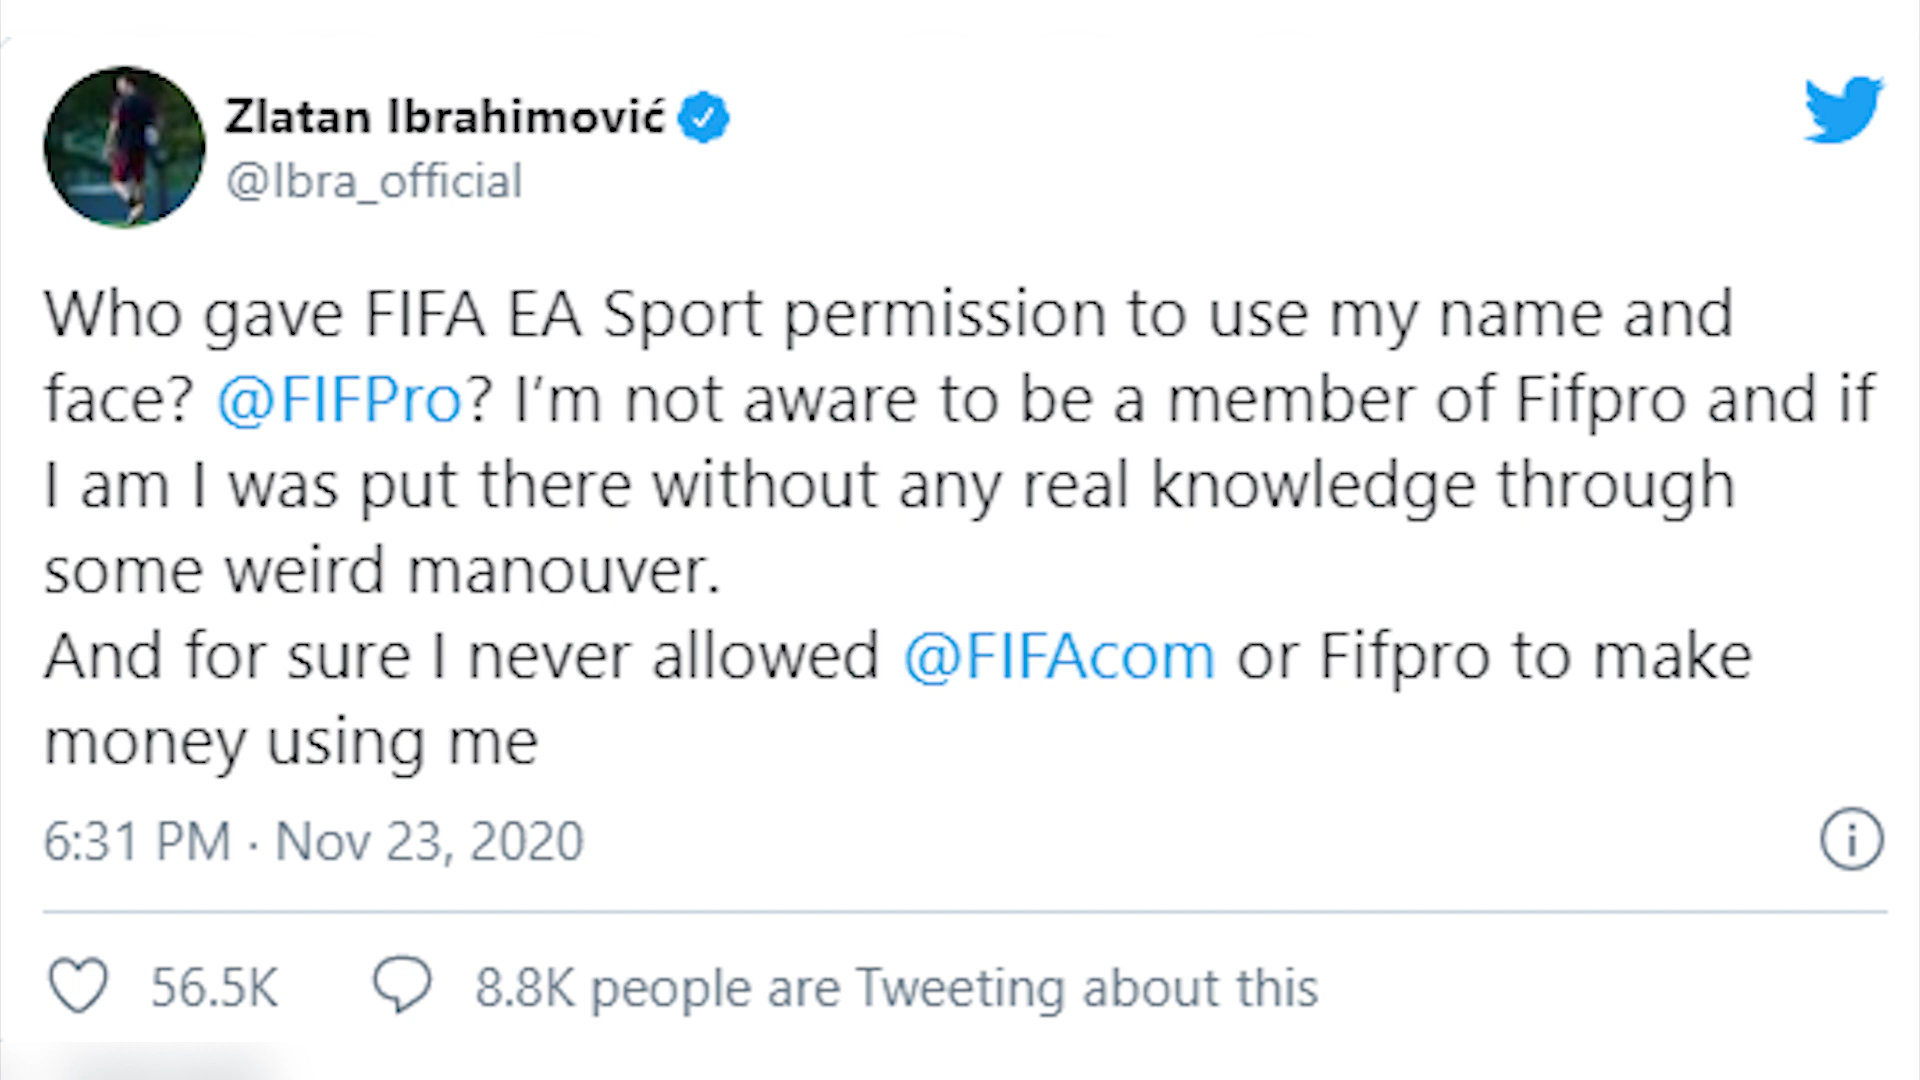 Zlatan Ibrahimović
@Ibra_official
Who gave FIFA EA Sport permission to use my name and
face? @FIFPro? I’m not aware to be a member of Fifpro and if
I am I was put there without any real knowledge through
some weird manouver.
And for sure I never allowed @FIFAcom or Fifpro to make
money using me
6:31 PM · Nov 23, 2020
56.5K 8.8K people are Tweeting about this